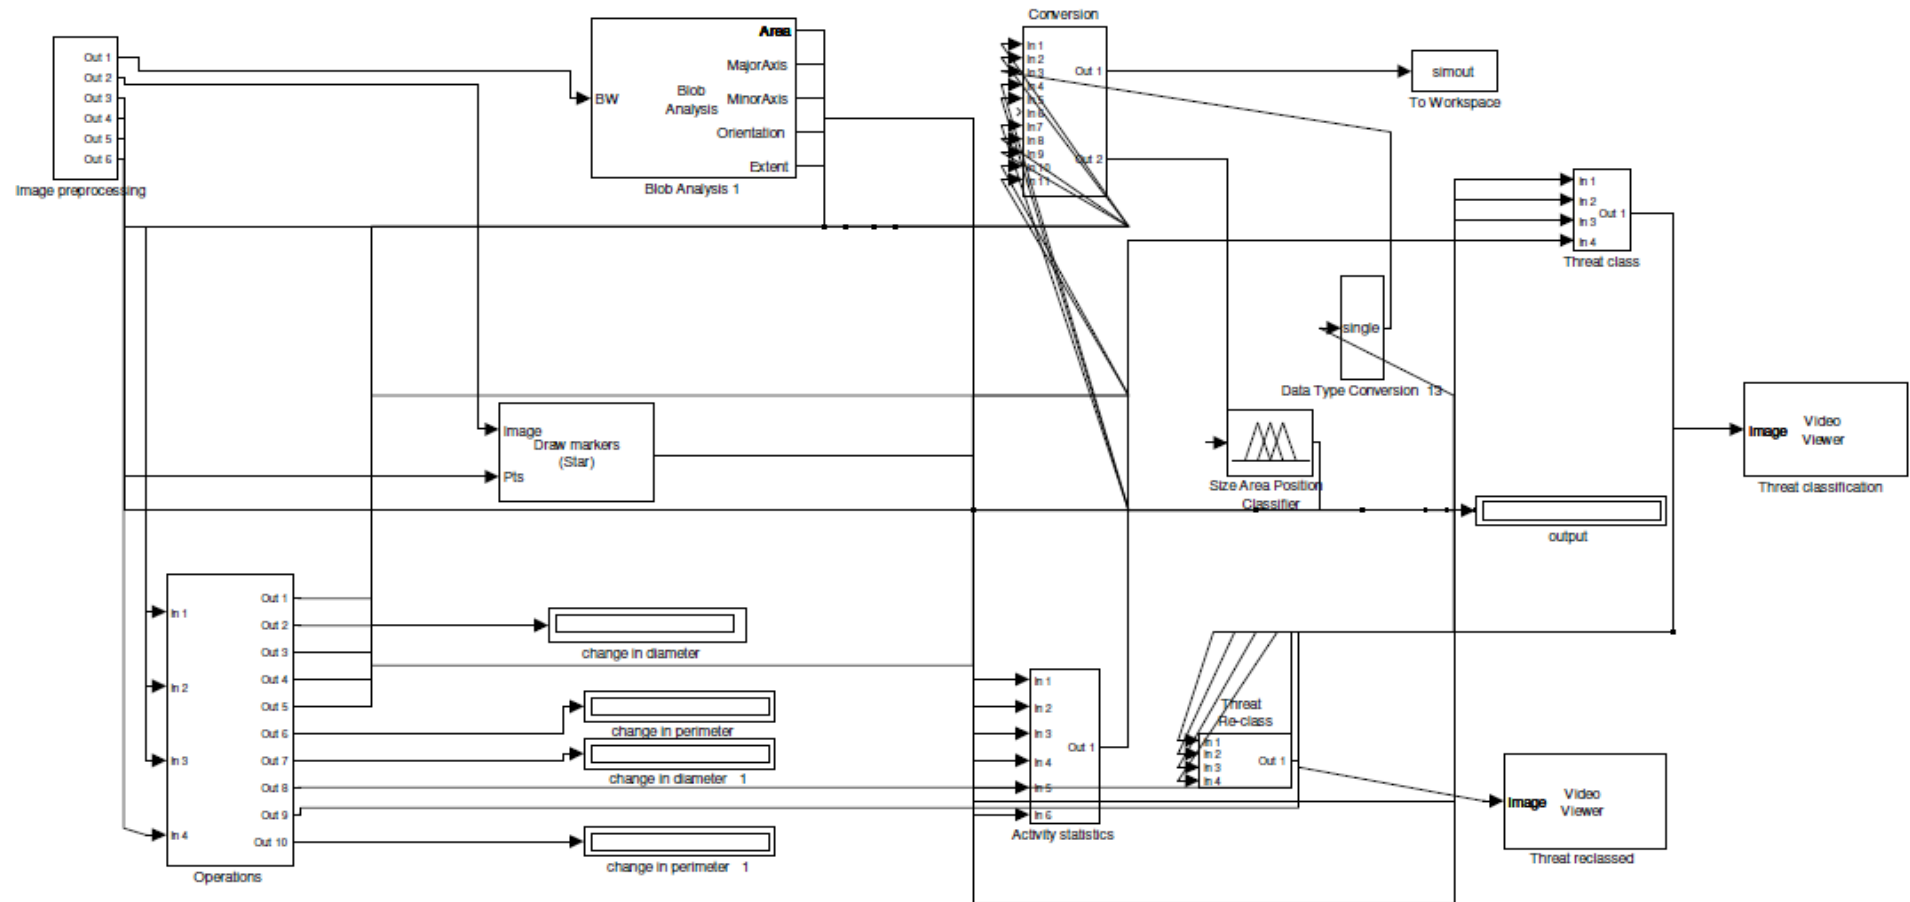 Out 1
Out 2
Out 3
Out 4
Out 5
Out 6
Image preprocessing
BW
Blob
Analysis
Area
MajorAxis
MinorAxis
Orientation
Extent
Blob Analysis 1
Conversion
In 1
In 2
In 3
In 4
In 5
In 6
In 7
In 8
In 9
In 10
In 11
Out 1
Out 2
simout
To Workspace
In 1
In 2
In 3
In 4
Out 1
Threat class
single
Data Type Conversion 13
Image
Pts
Draw markers
(Star)
Size Area Position
Classifier
Image
Video
Viewer
Threat classification
output
In 1
In 2
In 3
In 4
Out 1
Out 2
Out 3
Out 4
Out 5
Out 6
Out 7
Out 8
Out 9
Out 10
Operations
change in diameter
change in perimeter
change in diameter 1
change in perimeter 1
In 1
In 2
In 3
In 4
In 5
In 6
Out 1
Activity statistics
Threat
Re-class
In 1
In 2
In 3
In 4
Out 1
Image
Video
Viewer
Threat reclassed